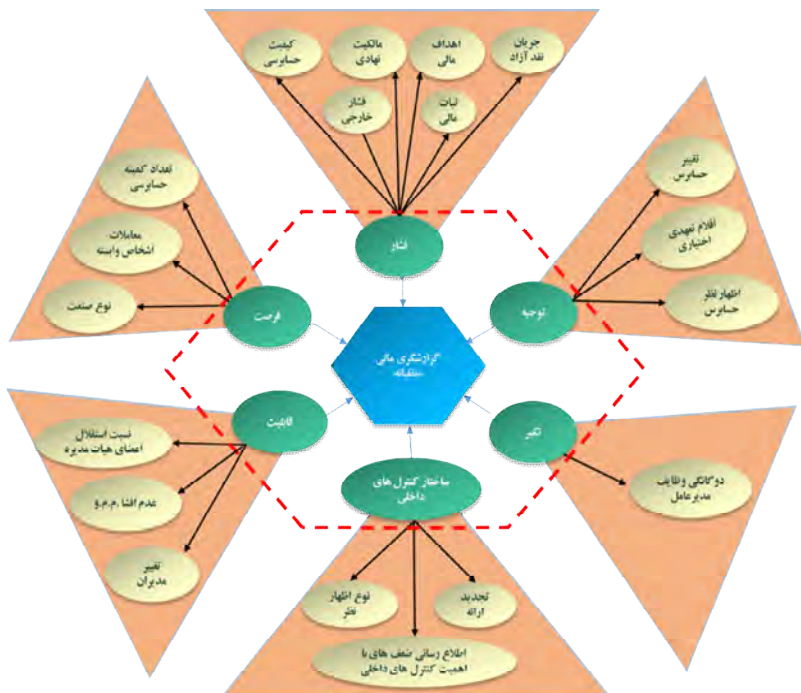 جریان
نقد آزاد
اهداف
مالی
مالکیت
نهادی
کیفیت
حسابرسی
ثبات
مالی
فشار
خارجی
فشار
تغییر
حسابرس
اقلام تعهدی
اختیاری
اظهارنظر
حسابرس
توجیه
تعداد کمیته
حسابرسی
معاملات
اشخاص وابسته
نوع صنعت
فرصت
گزارشگری مالی
متقلبانه
تکبر
دوگانگی وظایف
مدیرعامل
قابلیت
نسبت استقلال
اعضای هیات مدیره
عدم افشا م.م.و
تغییر
مدیران
ساختار کنترل های
داخلی
تجدید
ارائه
نوع اظهار
نظر
اطلاع رسانی ضعف های با
اهمیت کنترل های داخلی